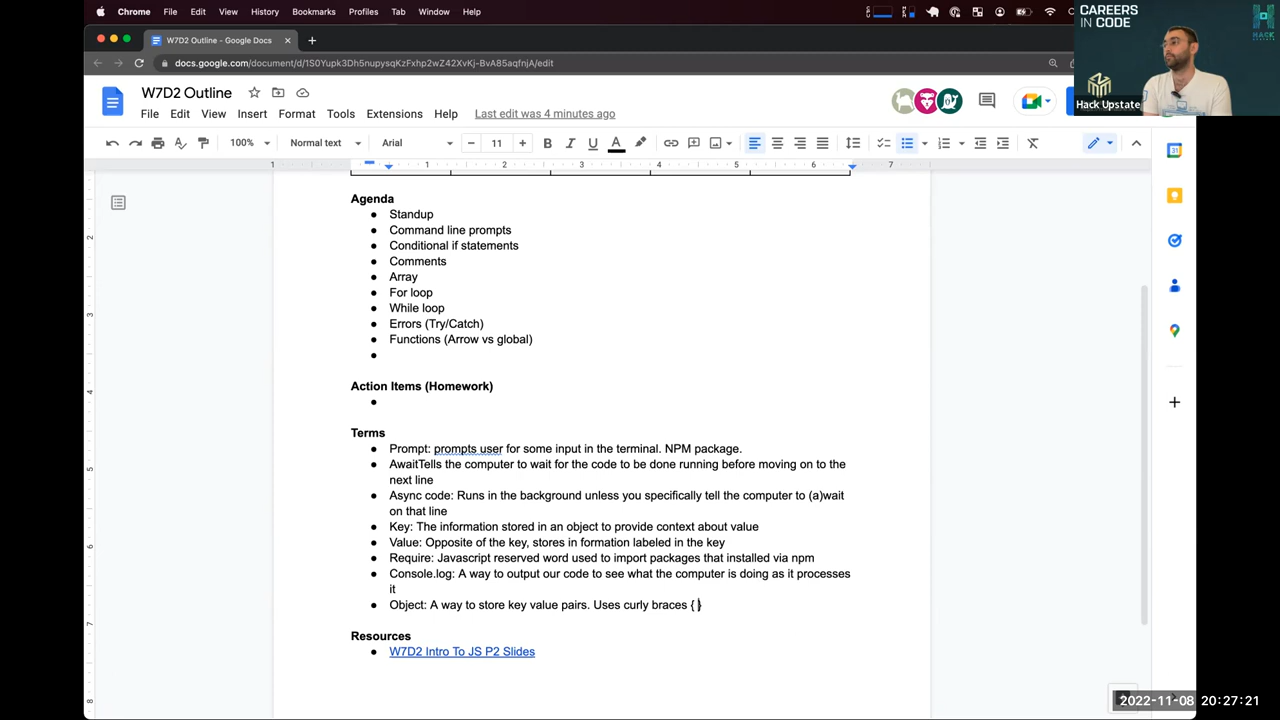 Chrome File Edit View History Bookmarks Profiles Tab Window Help
W7D2 Outline - Google Docs
docs.google.com/document/d/1S0Yupk3Dh5nupysqKzFxhp2wZ42XvKj-BvA85aqfnjA/edit
CAREERS
IN CODE
HACK
Hack Upstate
W7D2 Outline
File Edit View Insert Format Tools Extensions Help Last edit was 4 minutes ago
100% Normal text Arial 11
1 1 2 3 4 5 6 7
Agenda
● Standup
● Command line prompts
● Conditional if statements
● Comments
● Array
● For loop
● While loop
● Errors (Try/Catch)
● Functions (Arrow vs global)
●
Action Items (Homework)
●
Terms
● Prompt: prompts user for some input in the terminal. NPM package.
● AwaitTells the computer to wait for the code to be done running before moving on to the
next line
● Async code: Runs in the background unless you specifically tell the computer to (a)wait
on that line
● Key: The information stored in an object to provide context about value
● Value: Opposite of the key, stores in formation labeled in the key
● Require: Javascript reserved word used to import packages that installed via npm
● Console.log: A way to output our code to see what the computer is doing as it processes
it
● Object: A way to store key value pairs. Uses curly braces { }
Resources
● W7D2 Intro To JS P2 Slides
2022-11-08 20:27:21